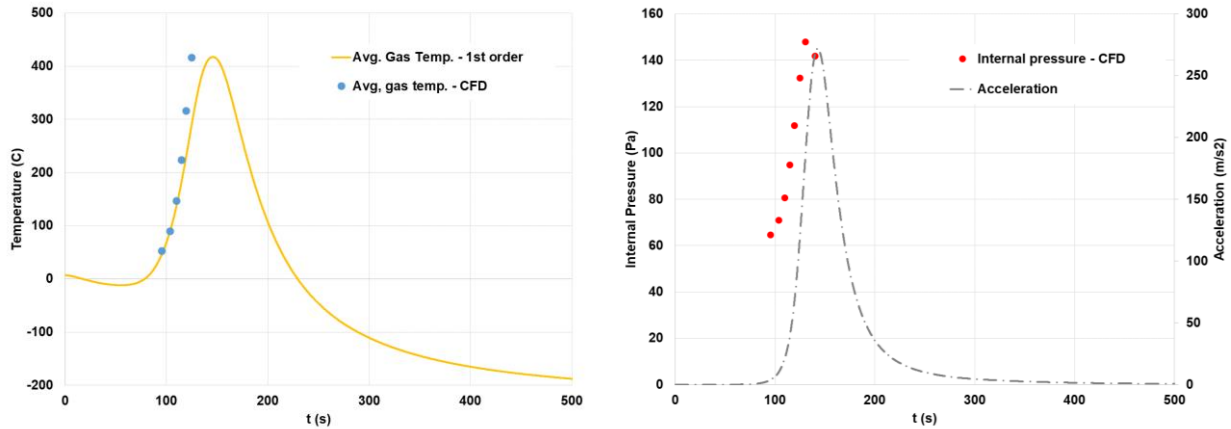 500
400
300
200
100
0
-100
-200
Temperature (C)
Avg. Gas Temp. - 1st order
Avg, gas temp. - CFD
0 100 200 300 400 500
t (s)
160
140
120
100
80
60
40
20
0
Internal Pressure (Pa)
Internal pressure - CFD
Acceleration
300
250
200
150
100
50
0
Acceleration (m/s2)
0 100 200 300 400 500
t (s)